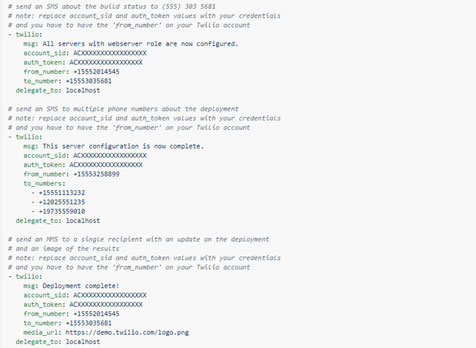 # send an SMS about the build status to (555) 303 5681
# note: replace account_sid and auth_token values with your credentials
# and you have to have the 'from_number' on your Twilio account
- twilio:
    msg: All servers with webserver role are now configured.
    account_sid: ACXXXXXXXXXXXXXXXXX
    auth_token: ACXXXXXXXXXXXXXXXXX
    from_number: +15552014545
    to_number: +15553035681
  delegate_to: localhost
# send an SMS to multiple phone numbers about the deployment
# note: replace account_sid and auth_token values with your credentials
# and you have to have the 'from_number' on your Twilio account
- twilio:
    msg: This server configuration is now complete.
    account_sid: ACXXXXXXXXXXXXXXXXX
    auth_token: ACXXXXXXXXXXXXXXXXX
    from_number: +15553258899
    to_numbers:
      - +15551113232
      - +12025551235
      - +19735559010
  delegate_to: localhost
# send an MMS to a single recipient with an update on the deployment
# and an image of the results
# note: replace account_sid and auth_token values with your credentials
# and you have to have the 'from_number' on your Twilio account
- twilio:
    msg: Deployment complete!
    account_sid: ACXXXXXXXXXXXXXXXXX
    auth_token: ACXXXXXXXXXXXXXXXXX
    from_number: +15552014545
    to_number: +15553035681
    media_url: https://demo.twilio.com/logo.png
  delegate_to: localhost